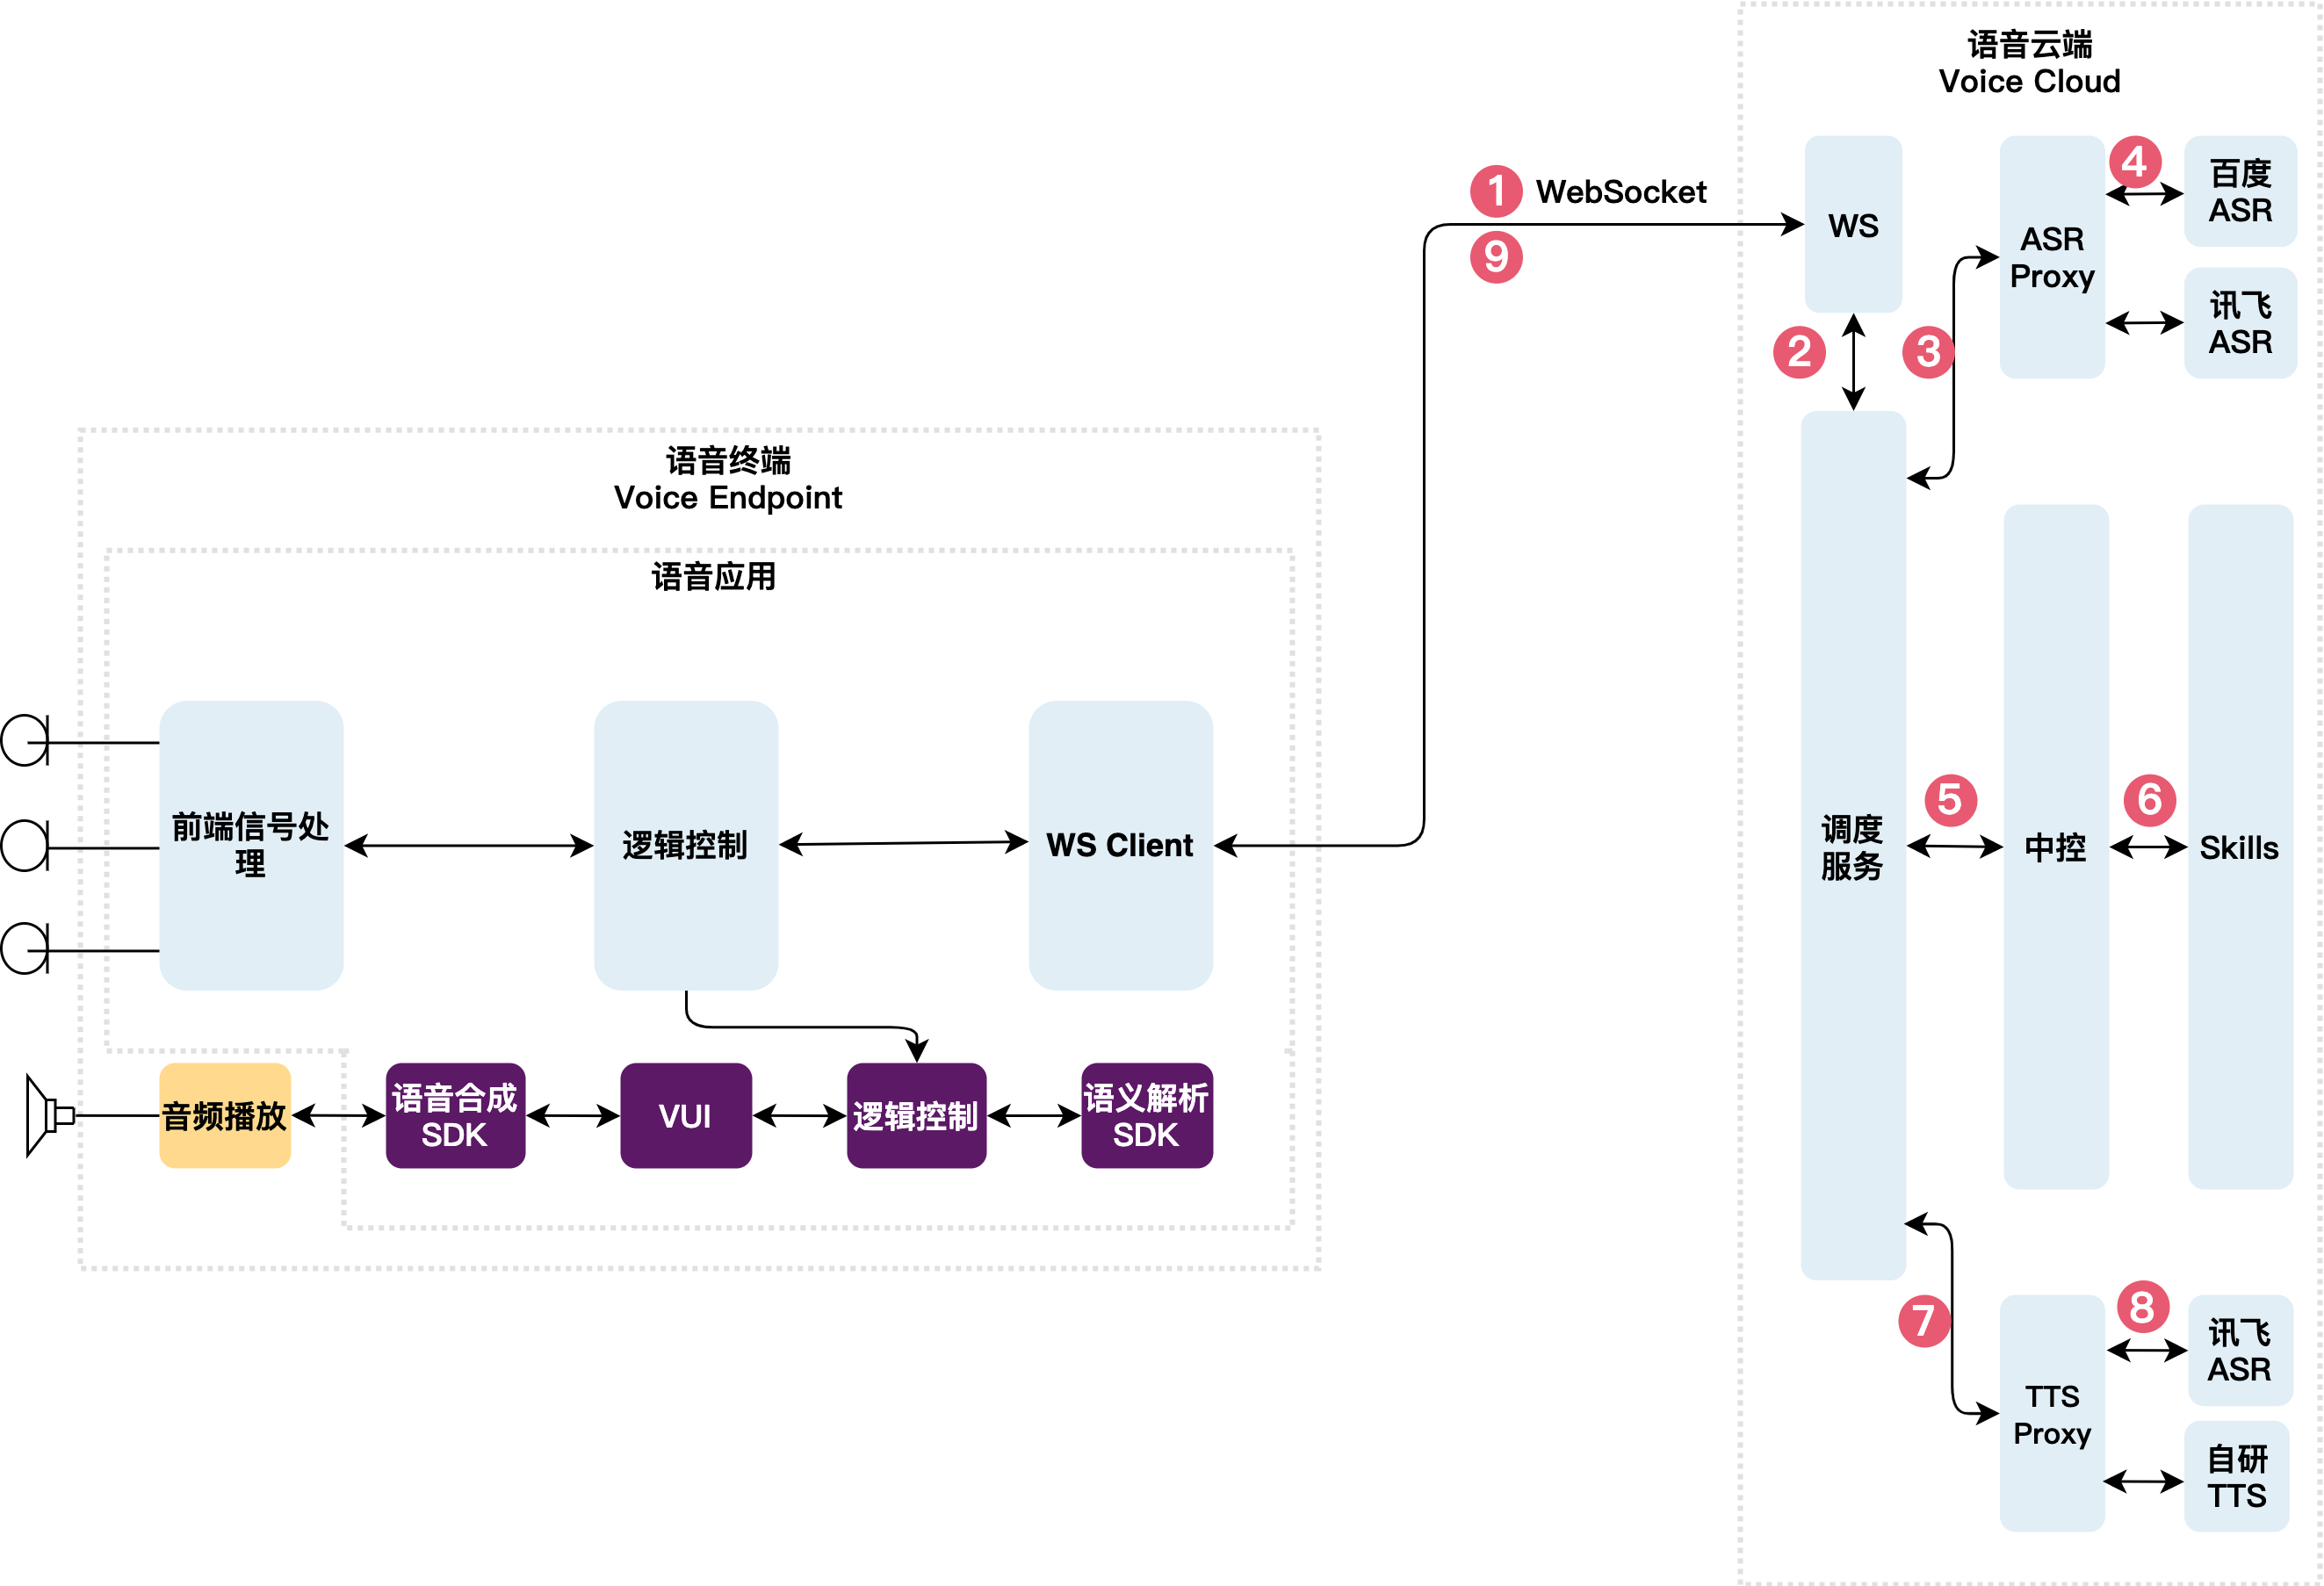 语音云端
Voice Cloud
WS
ASR
Proxy
4
百度
ASR
讯飞
ASR
1
WebSocket
9
2
3
语音终端
Voice Endpoint
语音应用
前端信号处
理
逻辑控制
WS Client
调度
服务
5
中控
6
Skills
音频播放
语音合成
SDK
VUI
逻辑控制
语义解析
SDK
7
TTS
Proxy
8
讯飞
ASR
自研
TTS